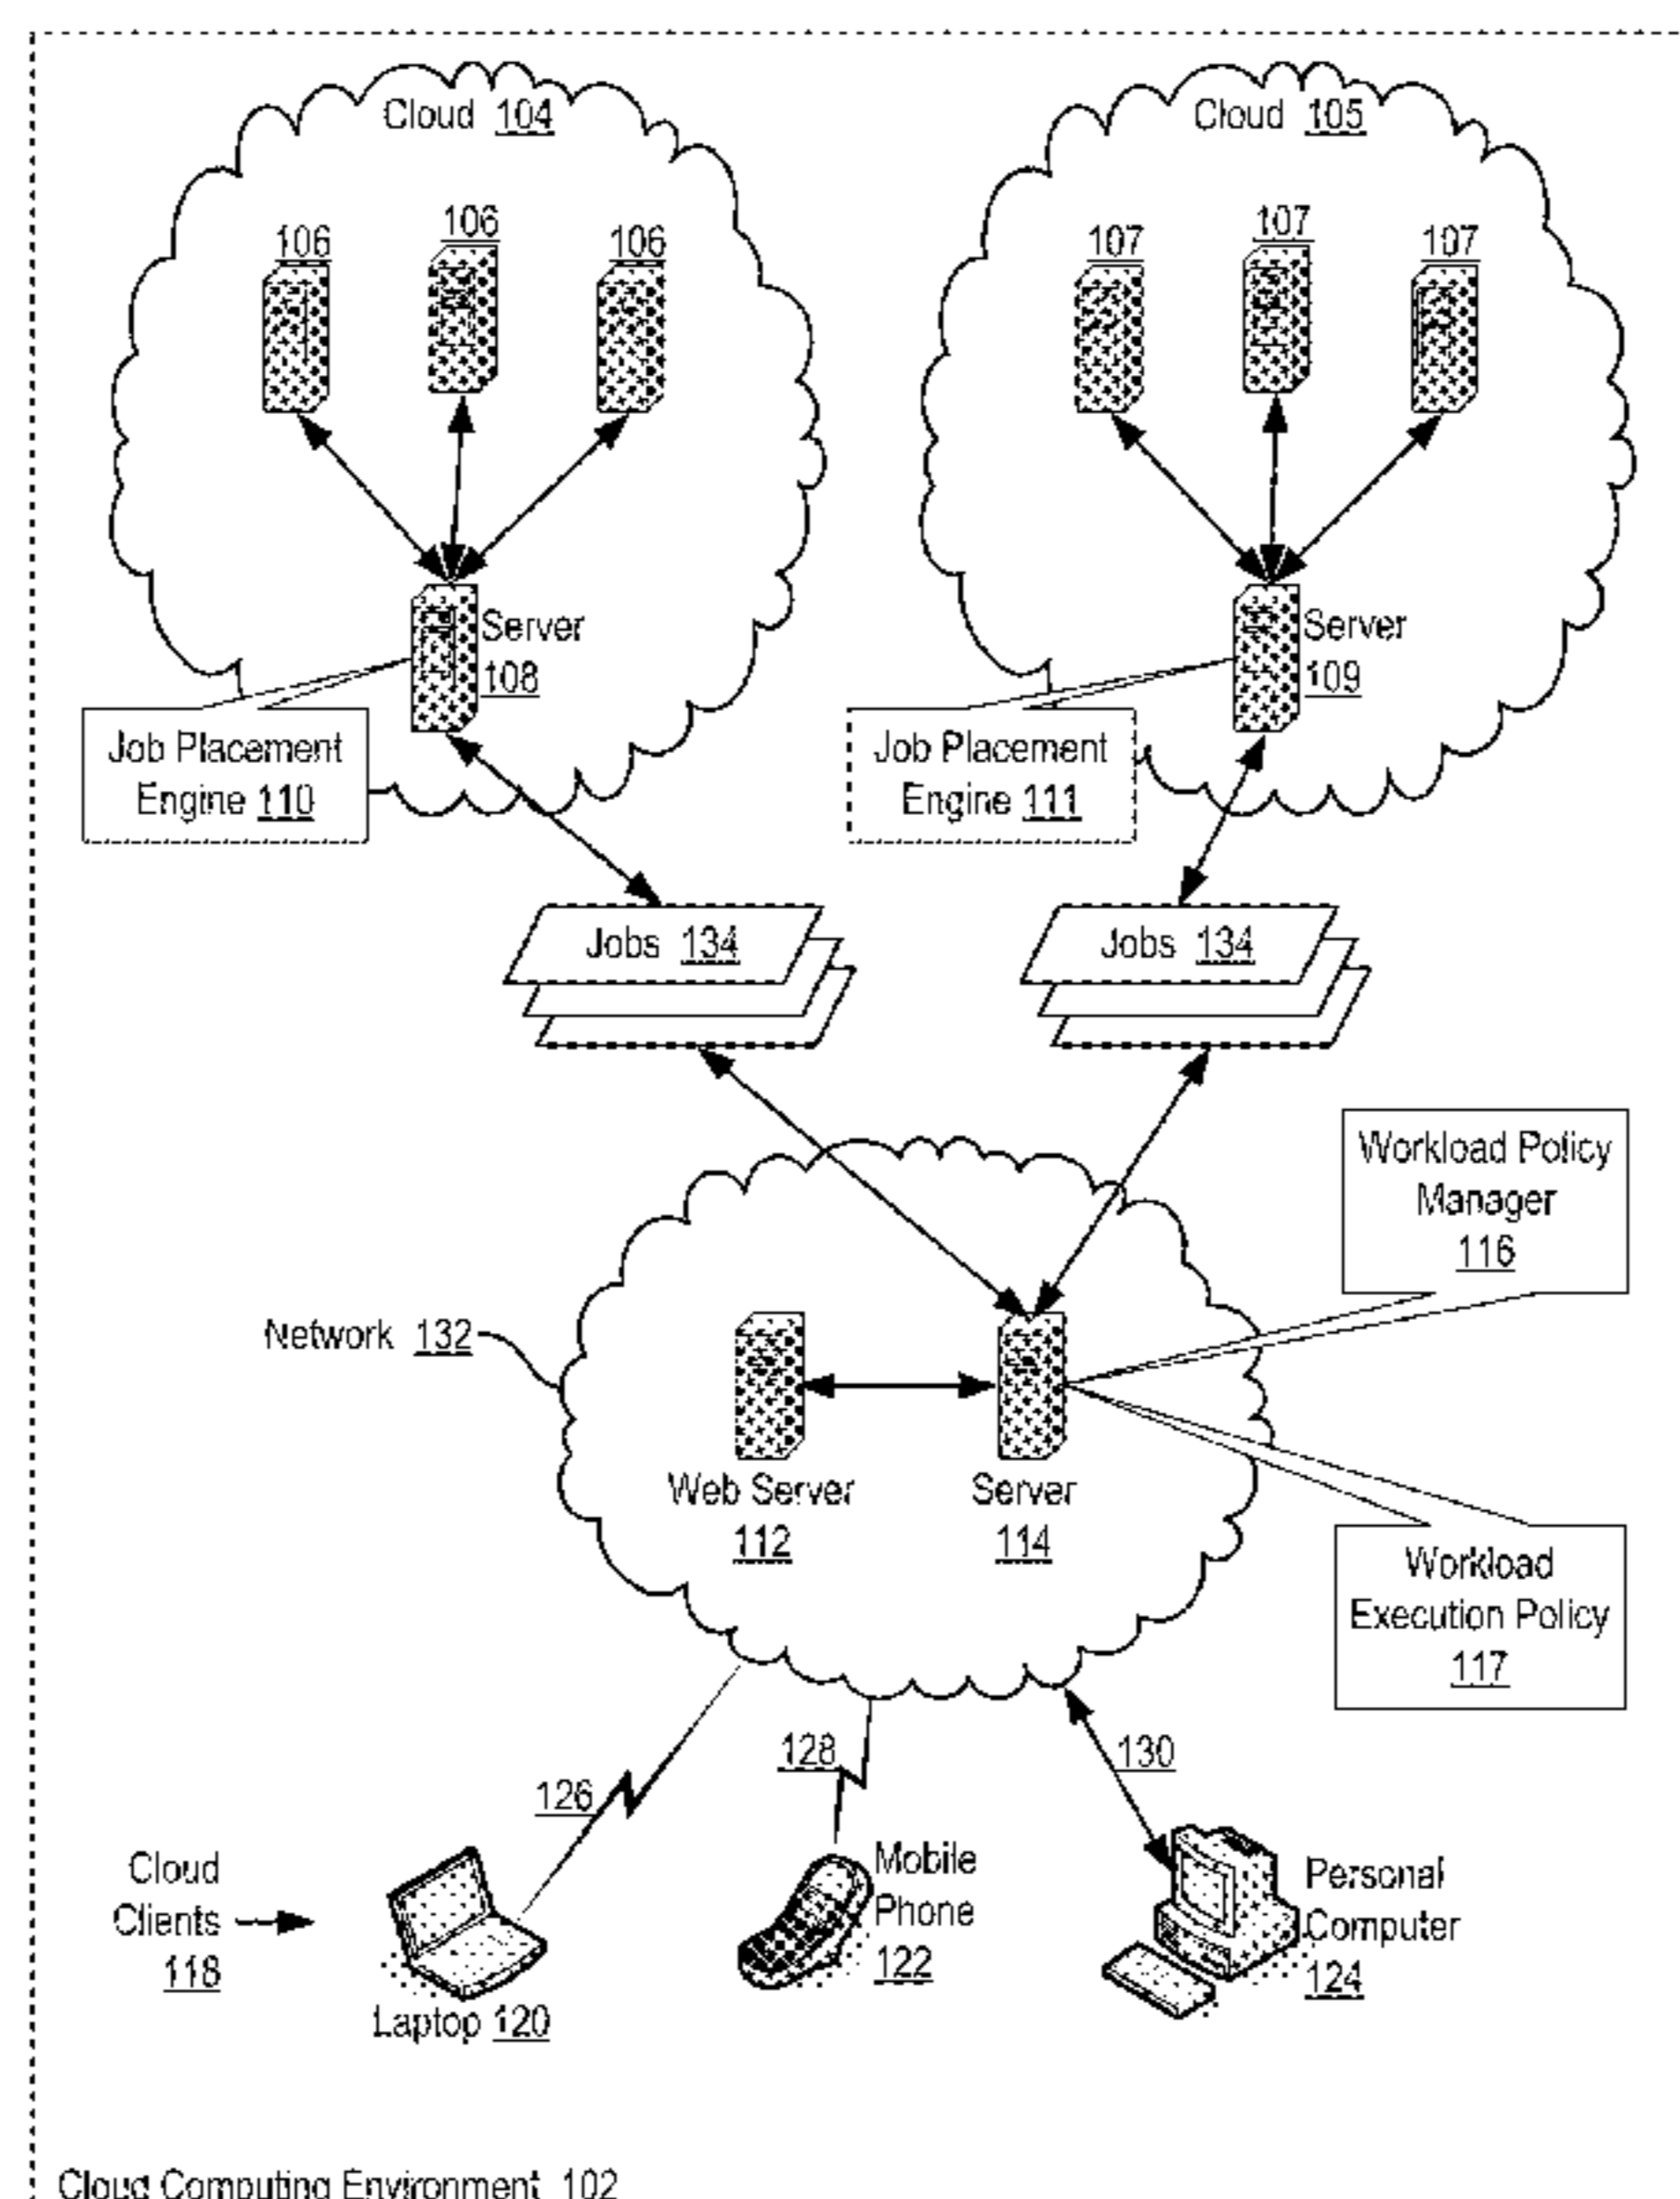 Cloud 104
Cloud 105
106
106
106
107
107
107
Server
108
Server
109
Job Placement
Engine 110
Job Placement
Engine 111
Jobs 134
Jobs 134
Workload Policy
Manager
116
Network 132
Web Server
112
Server
114
Workload
Execution Policy
117
126
128
130
Cloud
Clients
118
Laptop 120
Mobile
Phone
122
Personal
Computer
124
Cloud Computing Environment 102